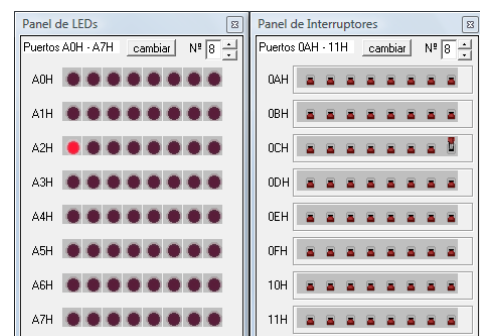 Panel de LEDs
Puertos A0H - A7H cambiar Nº 8
A0H
A1H
A2H
A3H
A4H
A5H
A6H
A7H
Panel de Interruptores
Puertos 0AH - 11H cambiar Nº 8
0AH
0BH
0CH
0DH
0EH
0FH
10H
11H